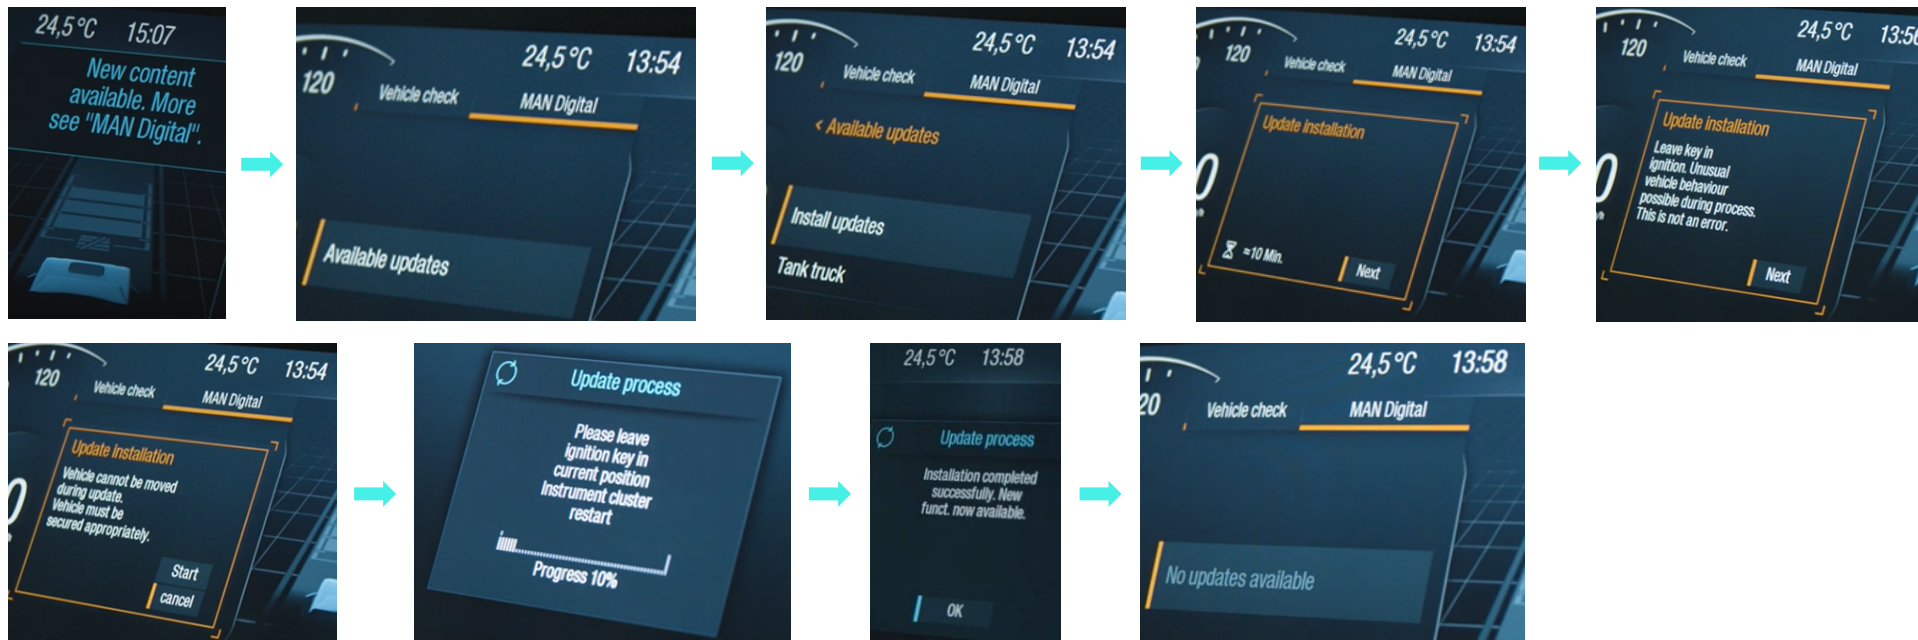 24,5°C 15:07
New content
available. More
see "MAN Digital".
24,5°C 13:54
120
Vehicle check MAN Digital
Available updates
24,5°C 13:54
120
Vehicle check MAN Digital
< Available updates
Install updates
Tank truck
24,5°C 13:54
120
Vehicle check MAN Digital
Update installation
≈10 Min.
Next
24,5°C 13:56
120
Vehicle check MAN Digital
Update installation
Leave key in
ignition. Unusual
vehicle behaviour
possible during process.
This is not an error.
Next
24,5°C 13:54
120
Vehicle check MAN Digital
Update installation
Vehicle cannot be moved
during update.
Vehicle must be
secured appropriately.
Start
cancel
Update process
Please leave
ignition key in
current position
Instrument cluster
restart
Progress 10%
24,5°C 13:58
Update process
Installation completed
successfully. New
funct. now available.
OK
24,5°C 13:58
20
Vehicle check MAN Digital
No updates available